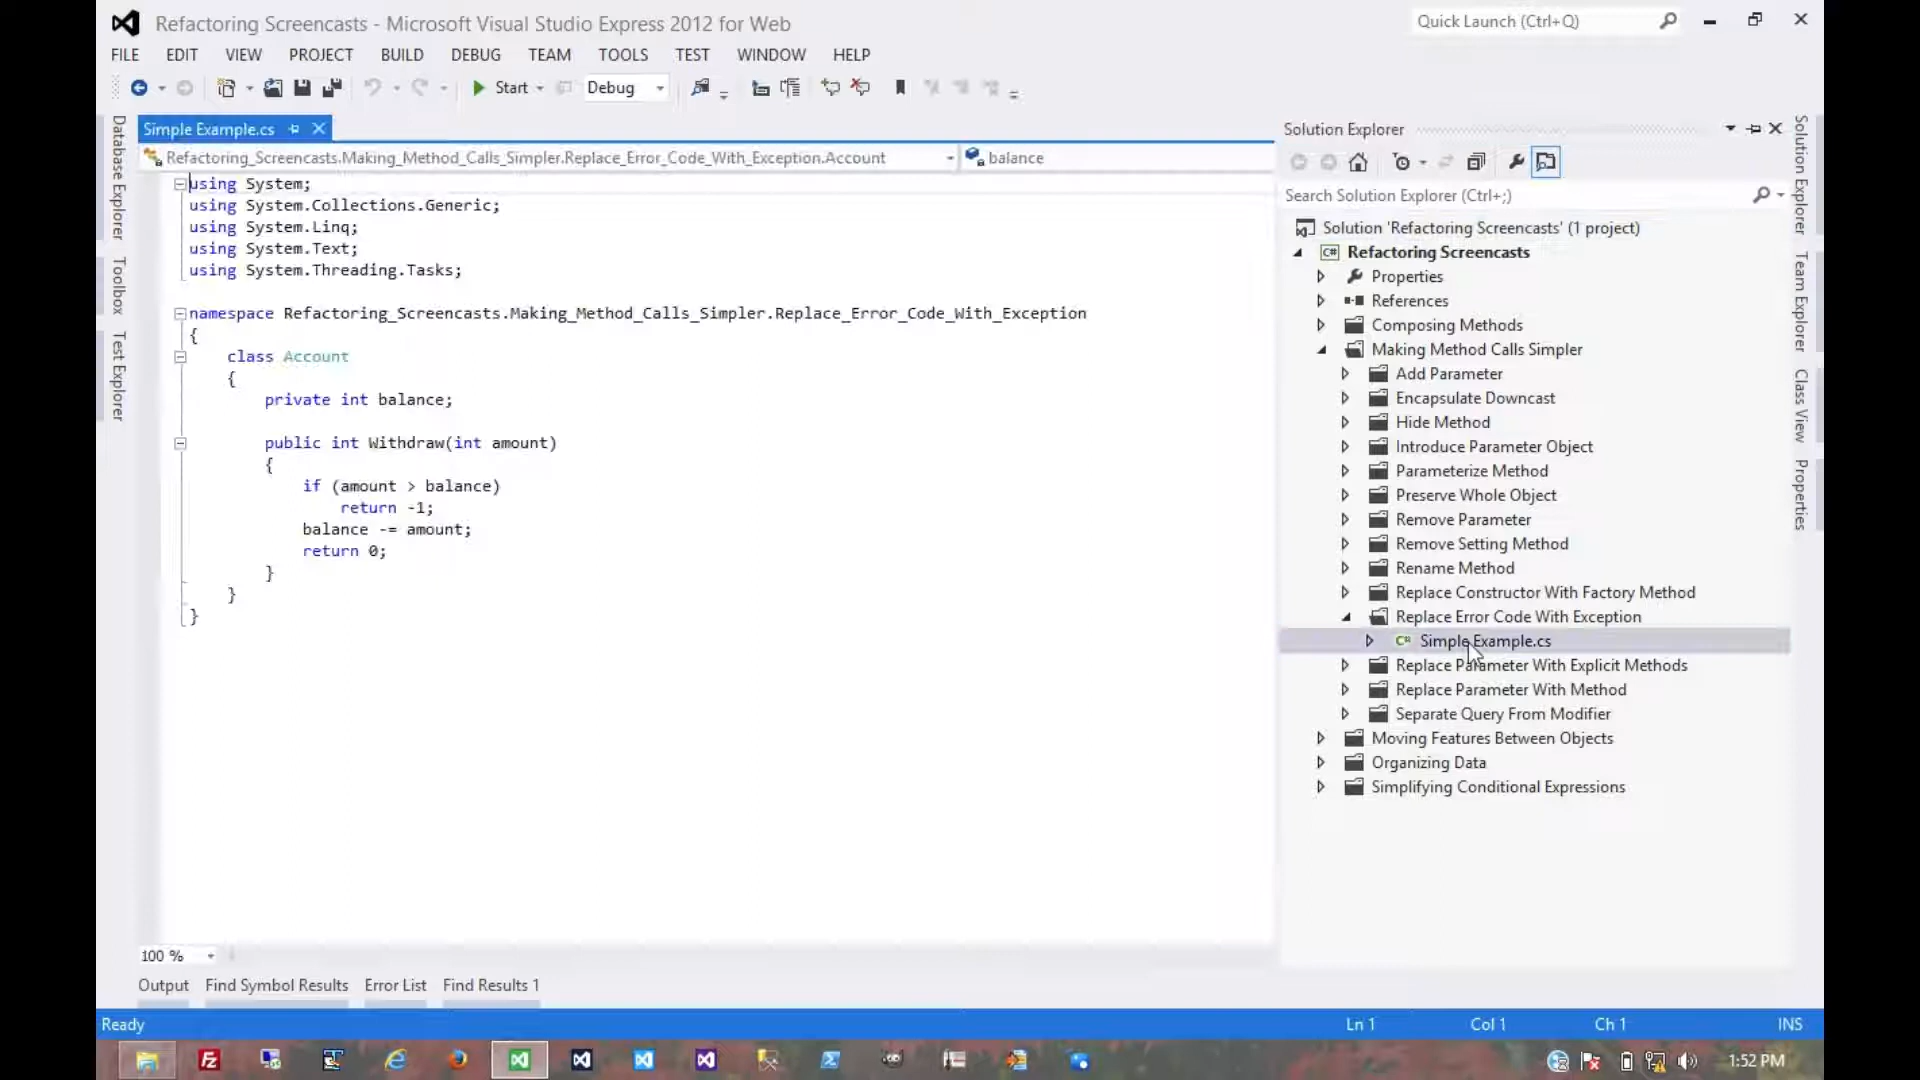 Refactoring Screencasts - Microsoft Visual Studio Express 2012 for Web
Quick Launch (Ctrl+Q)
FILE EDIT VIEW PROJECT BUILD DEBUG TEAM TOOLS TEST WINDOW HELP
Start Debug
Database Explorer
Toolbox
Test Explorer
Simple Example.cs
Refactoring_Screencasts.Making_Method_Calls_Simpler.Replace_Error_Code_With_Exception.Account
balance
using System;
using System.Collections.Generic;
using System.Linq;
using System.Text;
using System.Threading.Tasks;
namespace Refactoring_Screencasts.Making_Method_Calls_Simpler.Replace_Error_Code_With_Exception
{
class Account
{
private int balance;
public int Withdraw(int amount)
{
if (amount > balance)
return -1;
balance -= amount;
return 0;
}
}
}
100 %
Output Find Symbol Results Error List Find Results 1
Solution Explorer
Search Solution Explorer (Ctrl+;)
Solution 'Refactoring Screencasts' (1 project)
C# Refactoring Screencasts
Properties
References
Composing Methods
Making Method Calls Simpler
Add Parameter
Encapsulate Downcast
Hide Method
Introduce Parameter Object
Parameterize Method
Preserve Whole Object
Remove Parameter
Remove Setting Method
Rename Method
Replace Constructor With Factory Method
Replace Error Code With Exception
C# Simple Example.cs
Replace Parameter With Explicit Methods
Replace Parameter With Method
Separate Query From Modifier
Moving Features Between Objects
Organizing Data
Simplifying Conditional Expressions
Solution Explorer
Team Explorer
Class View
Properties
Ready
Ln 1 Col 1 Ch 1 INS
1:52 PM